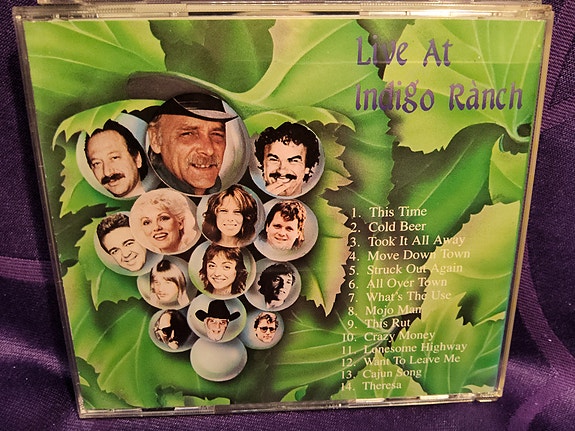 Live At
Indigo Ranch
1. This Time
2. Cold Beer
3. Took It All Away
4. Move Down Town
5. Struck Out Again
6. All Over Town
7. What's The Use
8. Mojo Man
9. This Rut
10. Crazy Money
11. Lonesome Highway
12. Want To Leave Me
13. Cajun Song
14. Theresa